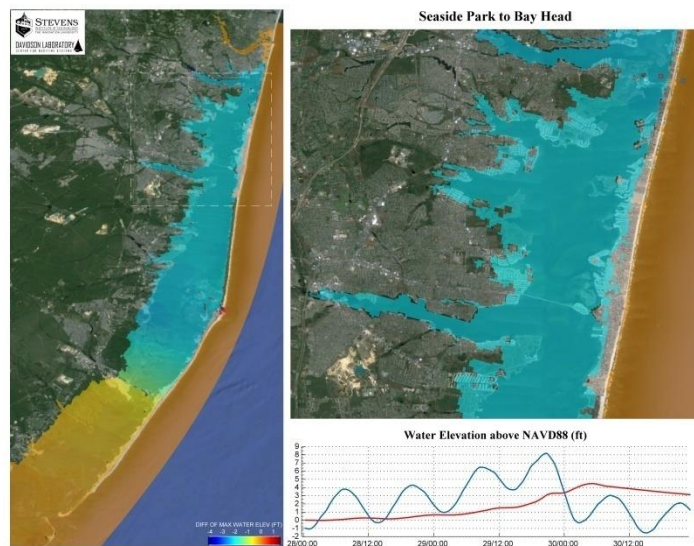 STEVENS
DAVIDSON LABORATORY
Seaside Park to Bay Head
DIFF OF MAX WATER ELEV (FT)
-4 -3 -2 -1 0 1
Water Elevation above NAVD88 (ft)
9
8
7
6
5
4
3
2
1
0
-1
-2
28/00:00 28/12:00 29/00:00 29/12:00 30/00:00 30/12:00